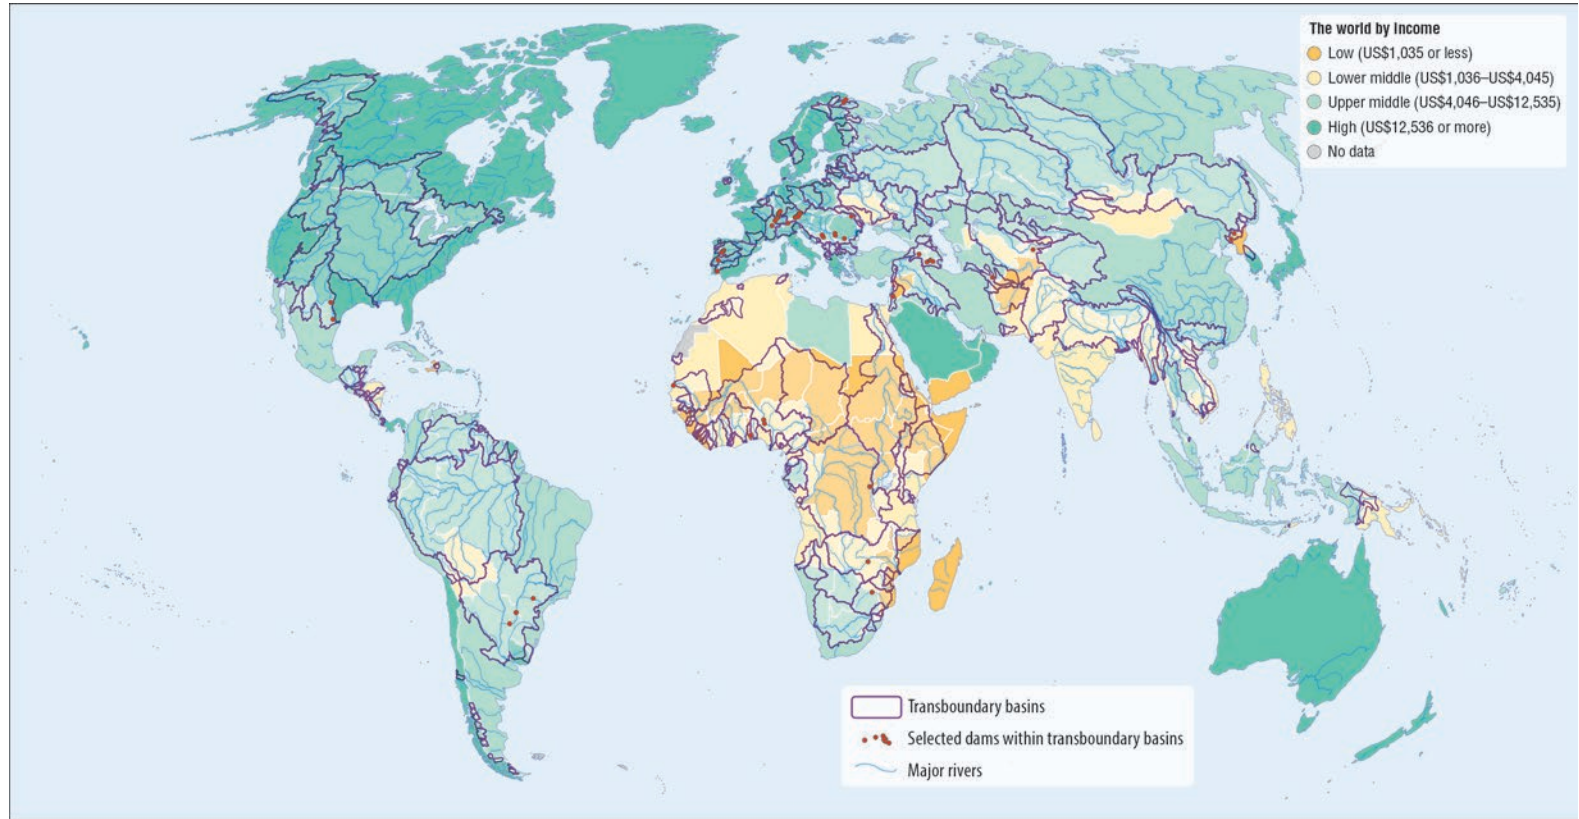 The world by income
Low (US$1,035 or less)
Lower middle (US$1,036–US$4,045)
Upper middle (US$4,046–US$12,535)
High (US$12,536 or more)
No data
Transboundary basins
Selected dams within transboundary basins
Major rivers